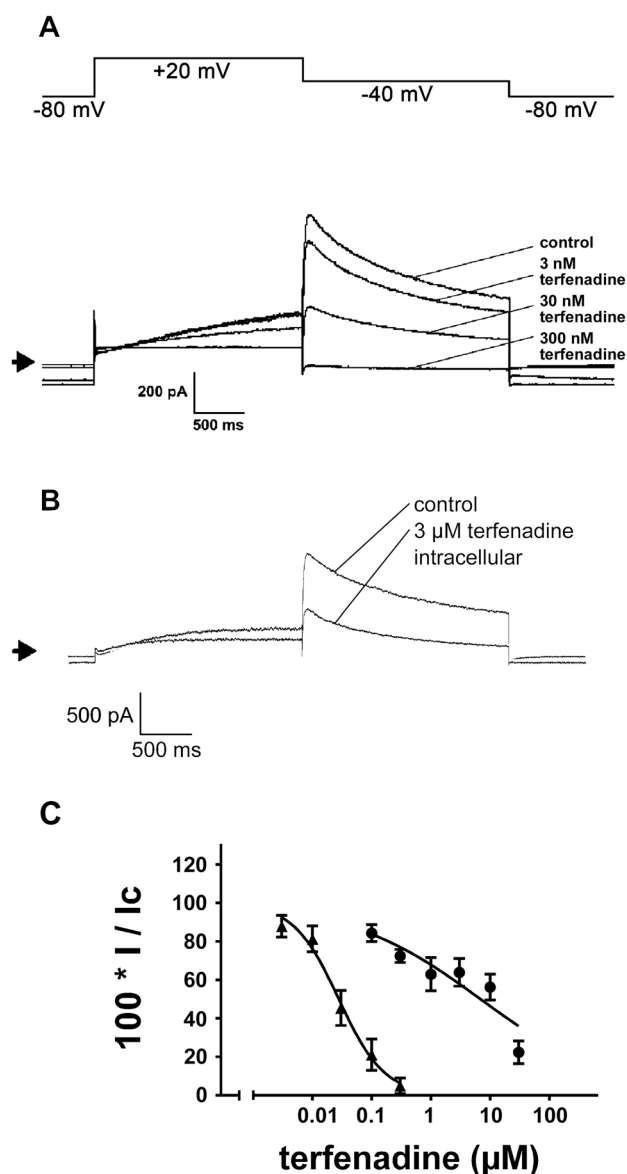 A
+20 mV
-80 mV
-40 mV
-80 mV
control
3 nM
terfenadine
30 nM
terfenadine
300 nM
terfenadine
200 pA
500 ms
B
control
3 µM terfenadine
intracellular
500 pA
500 ms
C
100 * I / Ic
120
100
80
60
40
20
0
0.01
0.1
1
10
100
terfenadine (µM)